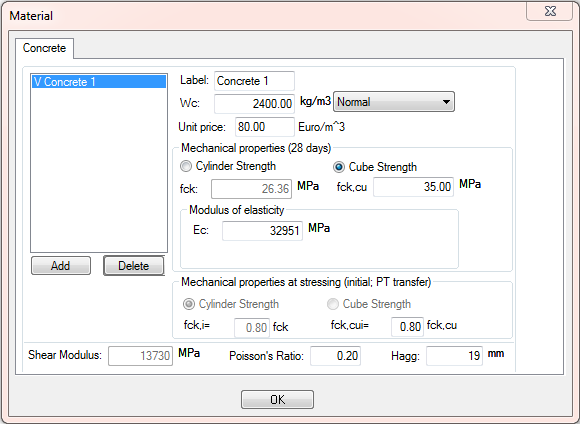 Material
Concrete
V Concrete 1
Label: Concrete 1
Wc: 2400.00 kg/m3 Normal
Unit price: 80.00 Euro/m^3
Mechanical properties (28 days)
Cylinder Strength Cube Strength
fck: 26.36 MPa fck,cu 35.00 MPa
Modulus of elasticity
Ec: 32951 MPa
Add Delete
Mechanical properties at stressing (initial; PT transfer)
Cylinder Strength Cube Strength
fck,i= 0.80 fck fck,cui= 0.80 fck,cu
Shear Modulus: 13730 MPa Poisson's Ratio: 0.20 Hagg: 19 mm
OK